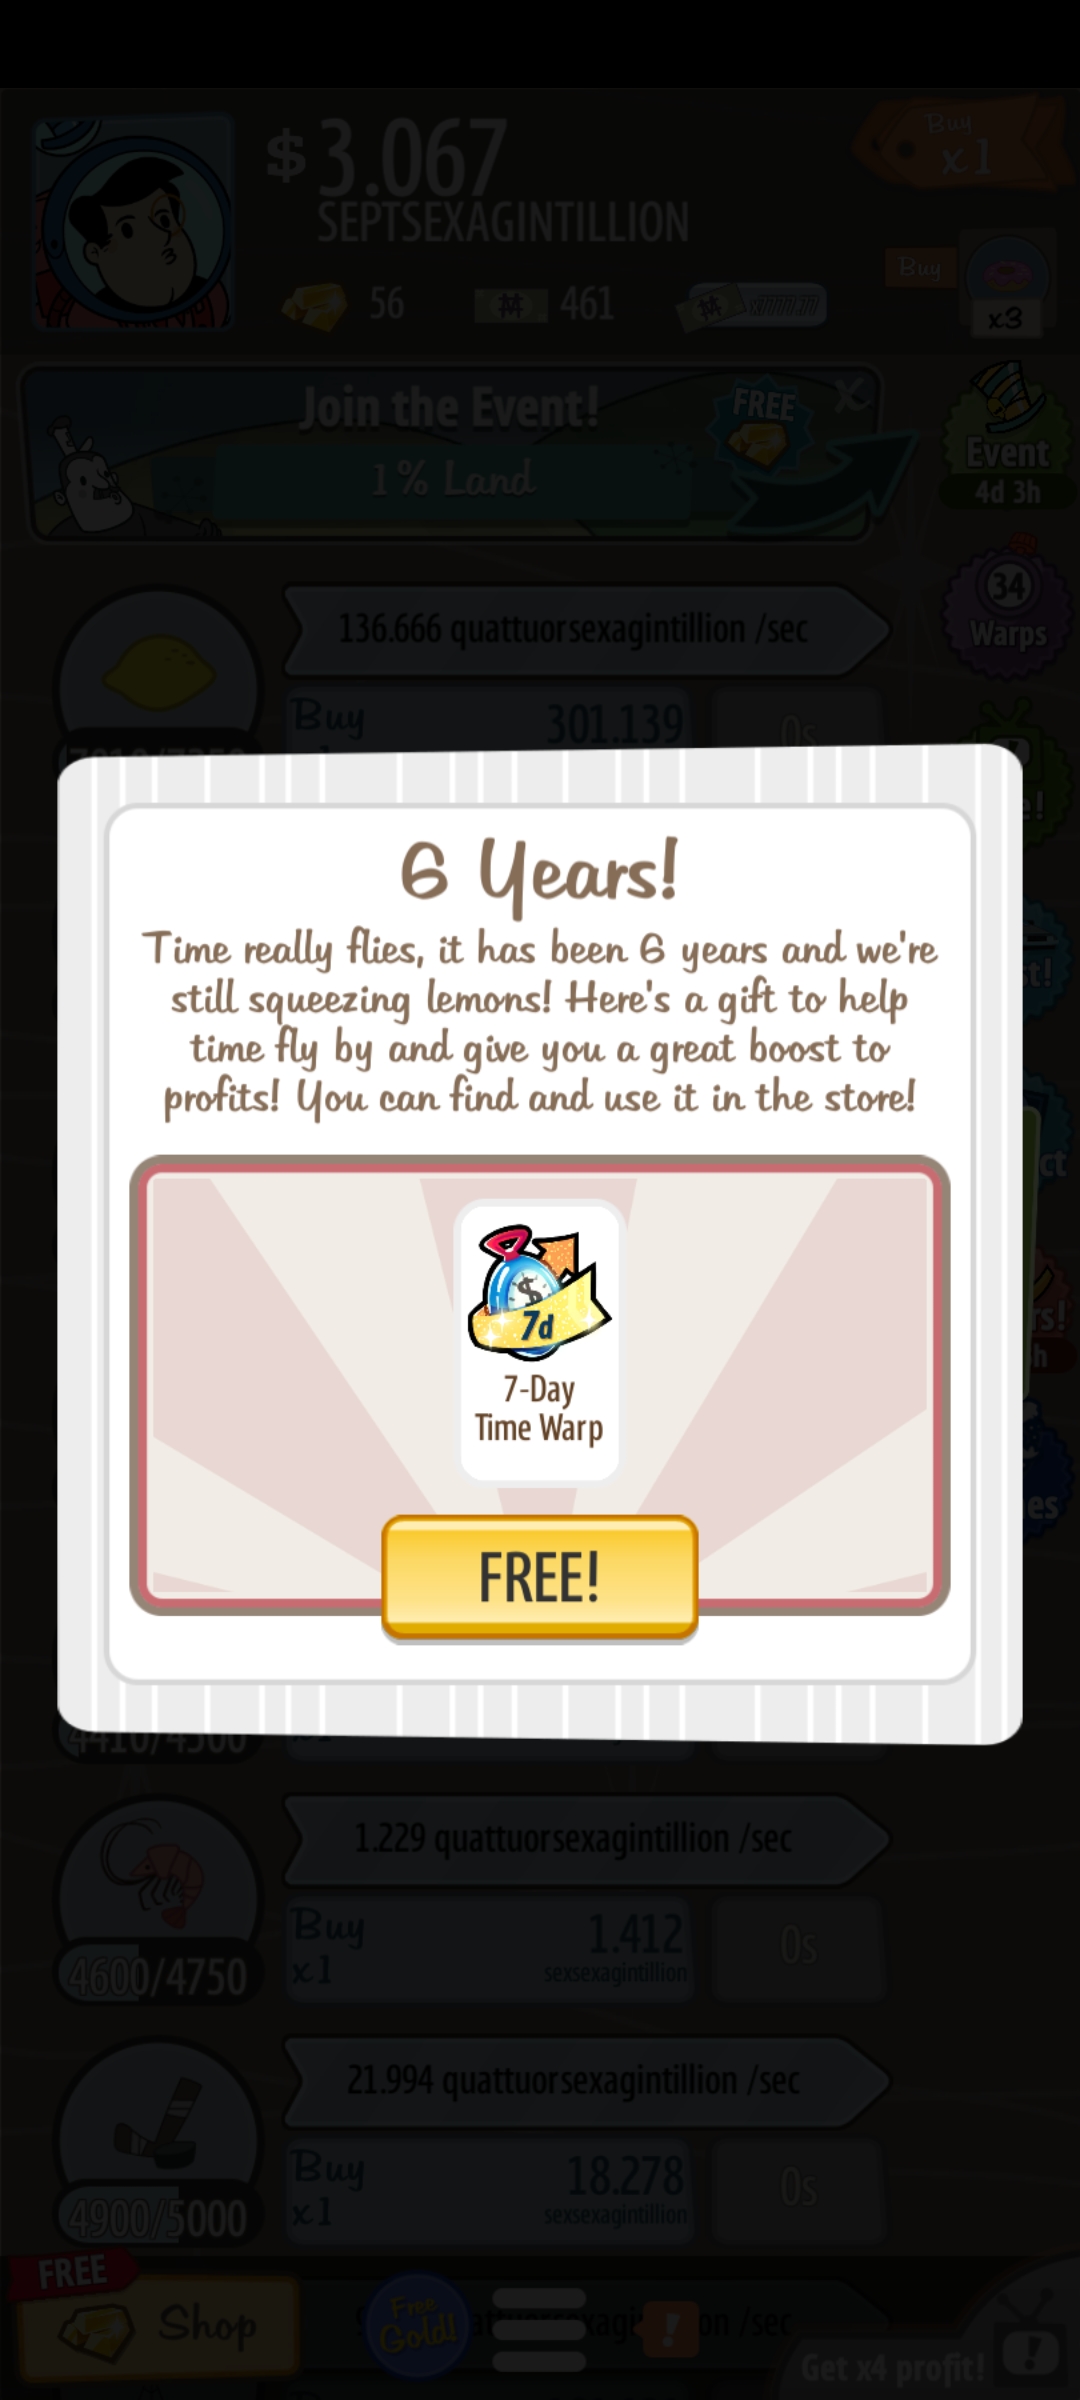 $3.067
SEPTSEXAGINTILLION
Buy
x1
56
461
Buy
x3
Join the Event!
1% Land
FREE
X
Event
4d 3h
34
Warps
136.666 quattuorsexagintillion /sec
Buy
301.139
0s
6 Years!
Time really flies, it has been 6 years and we're
still squeezing lemons! Here's a gift to help
time fly by and give you a great boost to
profits! You can find and use it in the store!
7d
7-Day
Time Warp
FREE!
1.229 quattuorsexagintillion /sec
4600/4750
Buy
x1
1.412
sexsexagintillion
0s
21.994 quattuorsexagintillion /sec
4900/5000
Buy
x1
18.278
sexsexagintillion
0s
FREE
Shop
Free
Gold!
!
/sec
Get x4 profit!